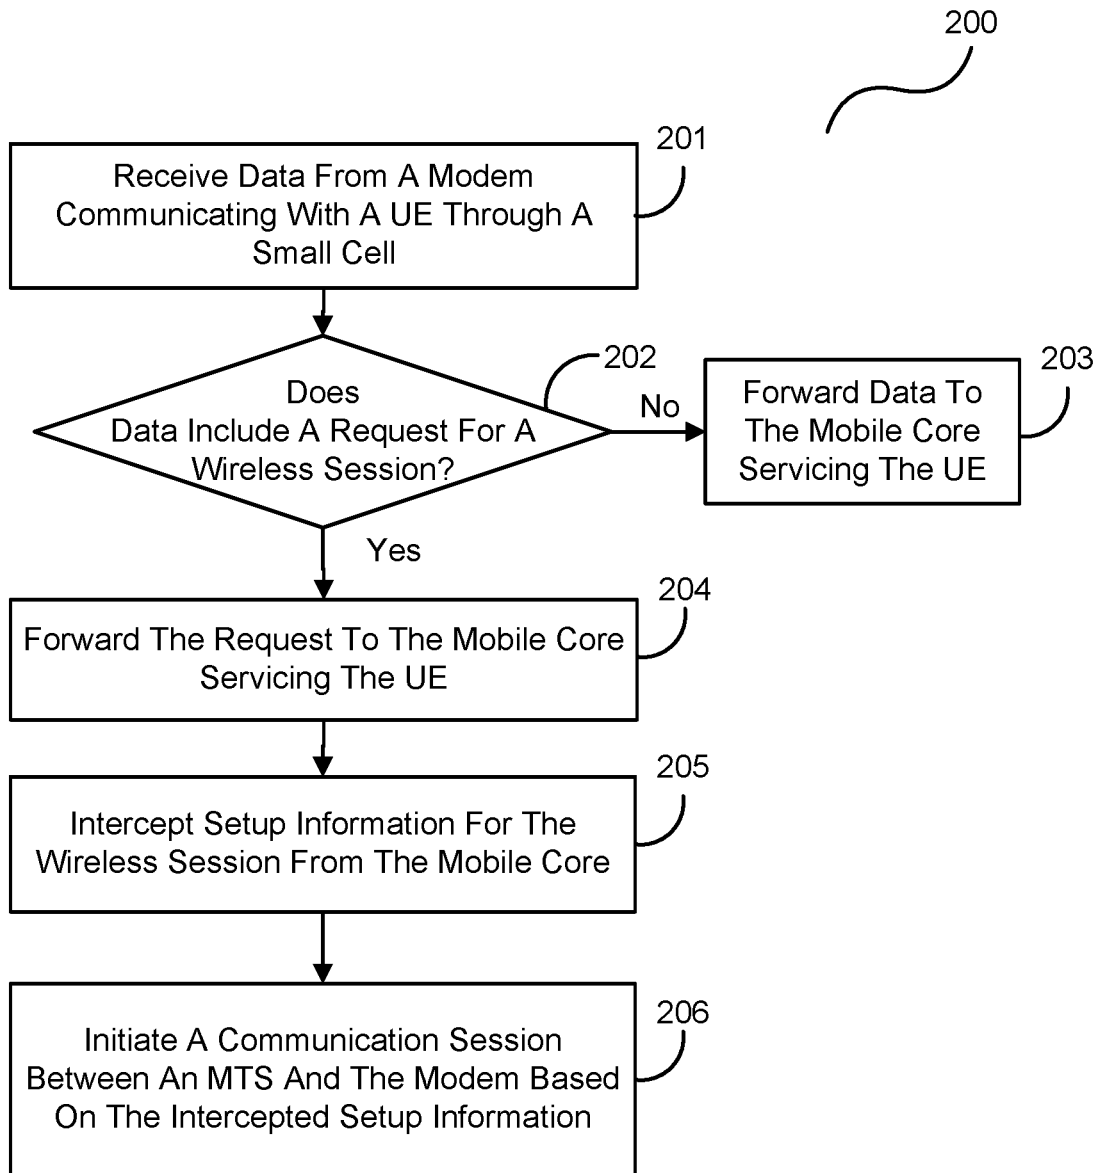 200
201
Receive Data From A Modem
Communicating With A UE Through A
Small Cell
202
Does
Data Include A Request For A
Wireless Session?
No
203
Forward Data To
The Mobile Core
Servicing The UE
Yes
204
Forward The Request To The Mobile Core
Servicing The UE
205
Intercept Setup Information For The
Wireless Session From The Mobile Core
206
Initiate A Communication Session
Between An MTS And The Modem Based
On The Intercepted Setup Information